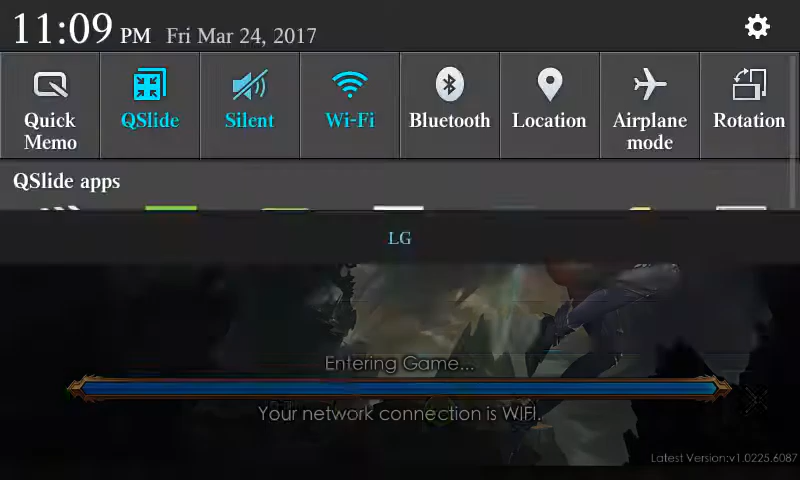 11:09 PM Fri Mar 24, 2017
Quick Memo
QSlide
Silent
Wi-Fi
Bluetooth
Location
Airplane mode
Rotation
QSlide apps
LG
Entering Game...
Your network connection is WIFI.
Latest Version:v1.0225.6087